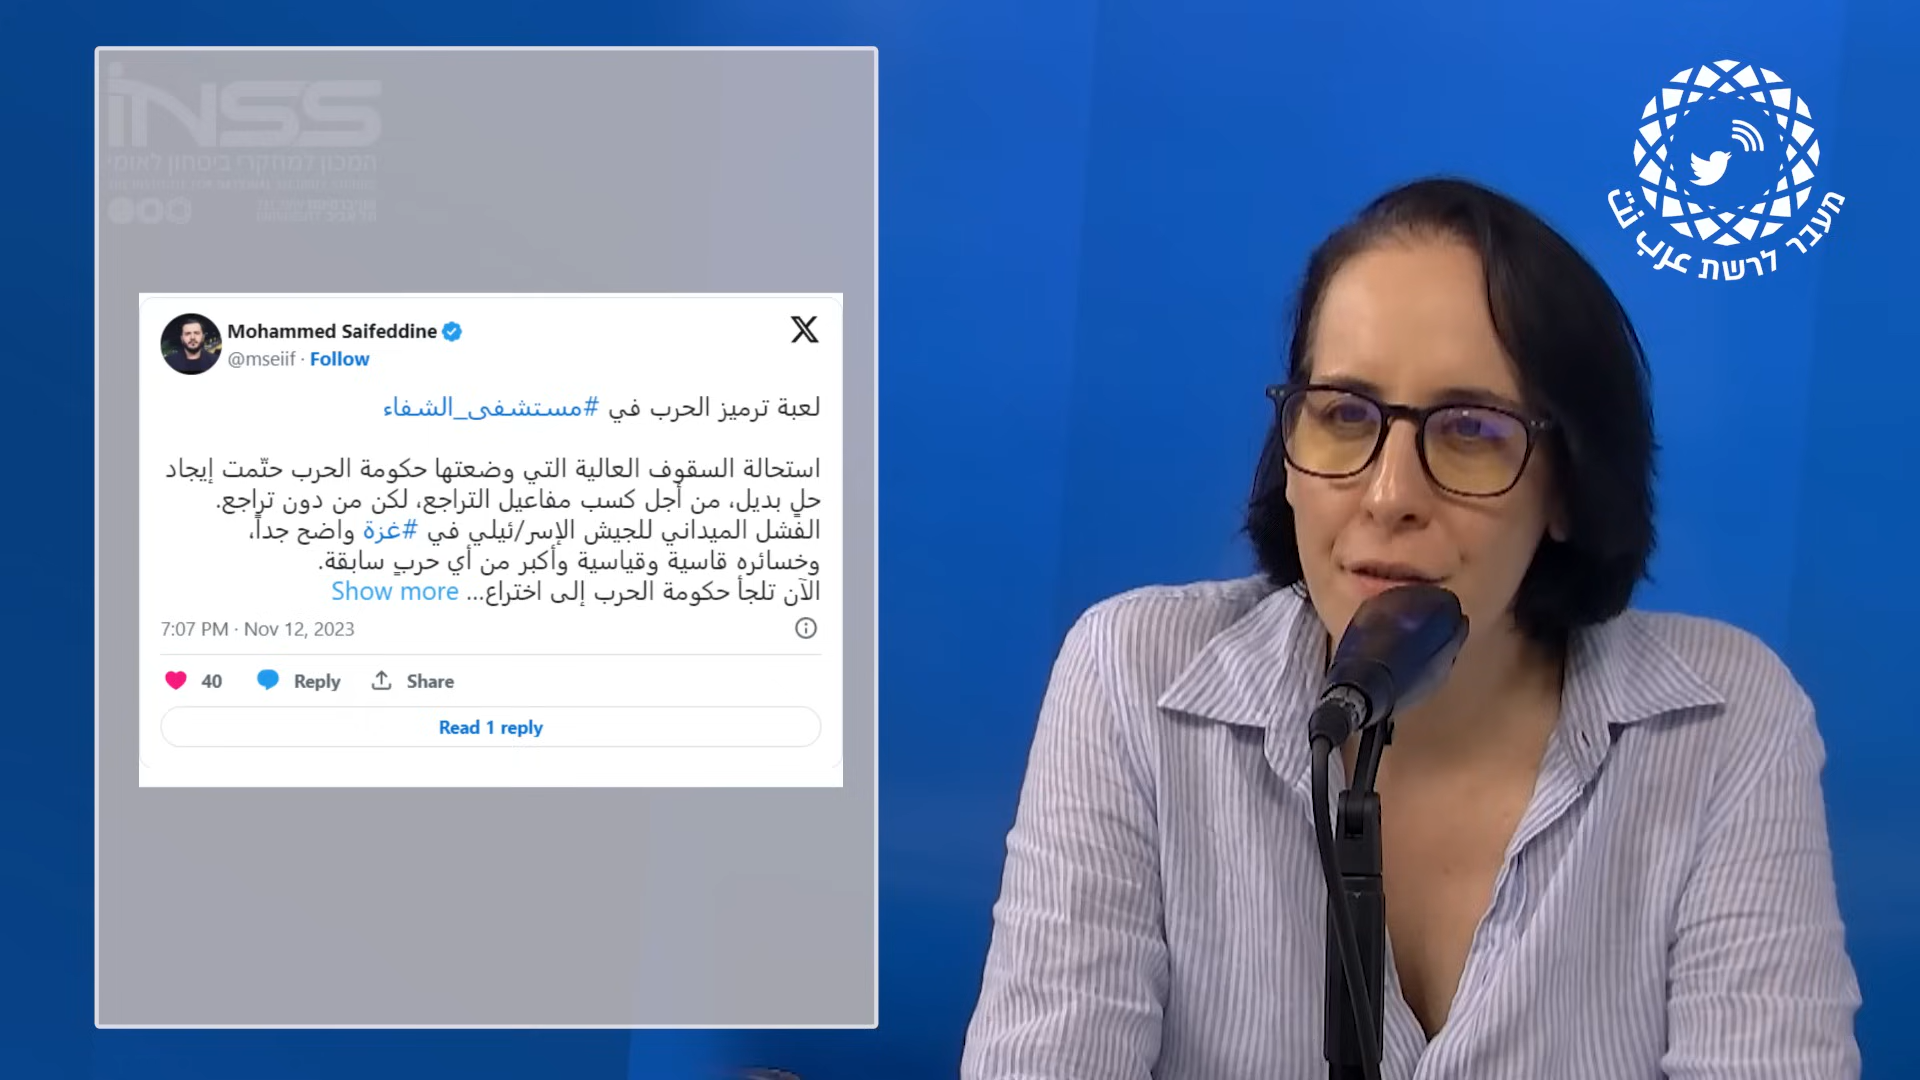 INSS
המכון למחקרי ביטחון לאומי
Mohammed Saifeddine
@mseiif · Follow
X
لعبة ترميز الحرب في #مستشفى_الشفاء
استحالة السقوف العالية التي وضعتها حكومة الحرب حتّمت إيجاد
حلٍ بديل، من أجل كسب مفاعيل التراجع، لكن من دون تراجع.
الفشل الميداني للجيش الإسر/ئيلي في #غزة واضح جداً،
وخسائره قاسية وقياسية وأكبر من أي حربٍ سابقة.
الآن تلجأ حكومة الحرب إلى اختراع... Show more
7:07 PM · Nov 12, 2023
40 Reply Share
Read 1 reply
מעבר לרשת